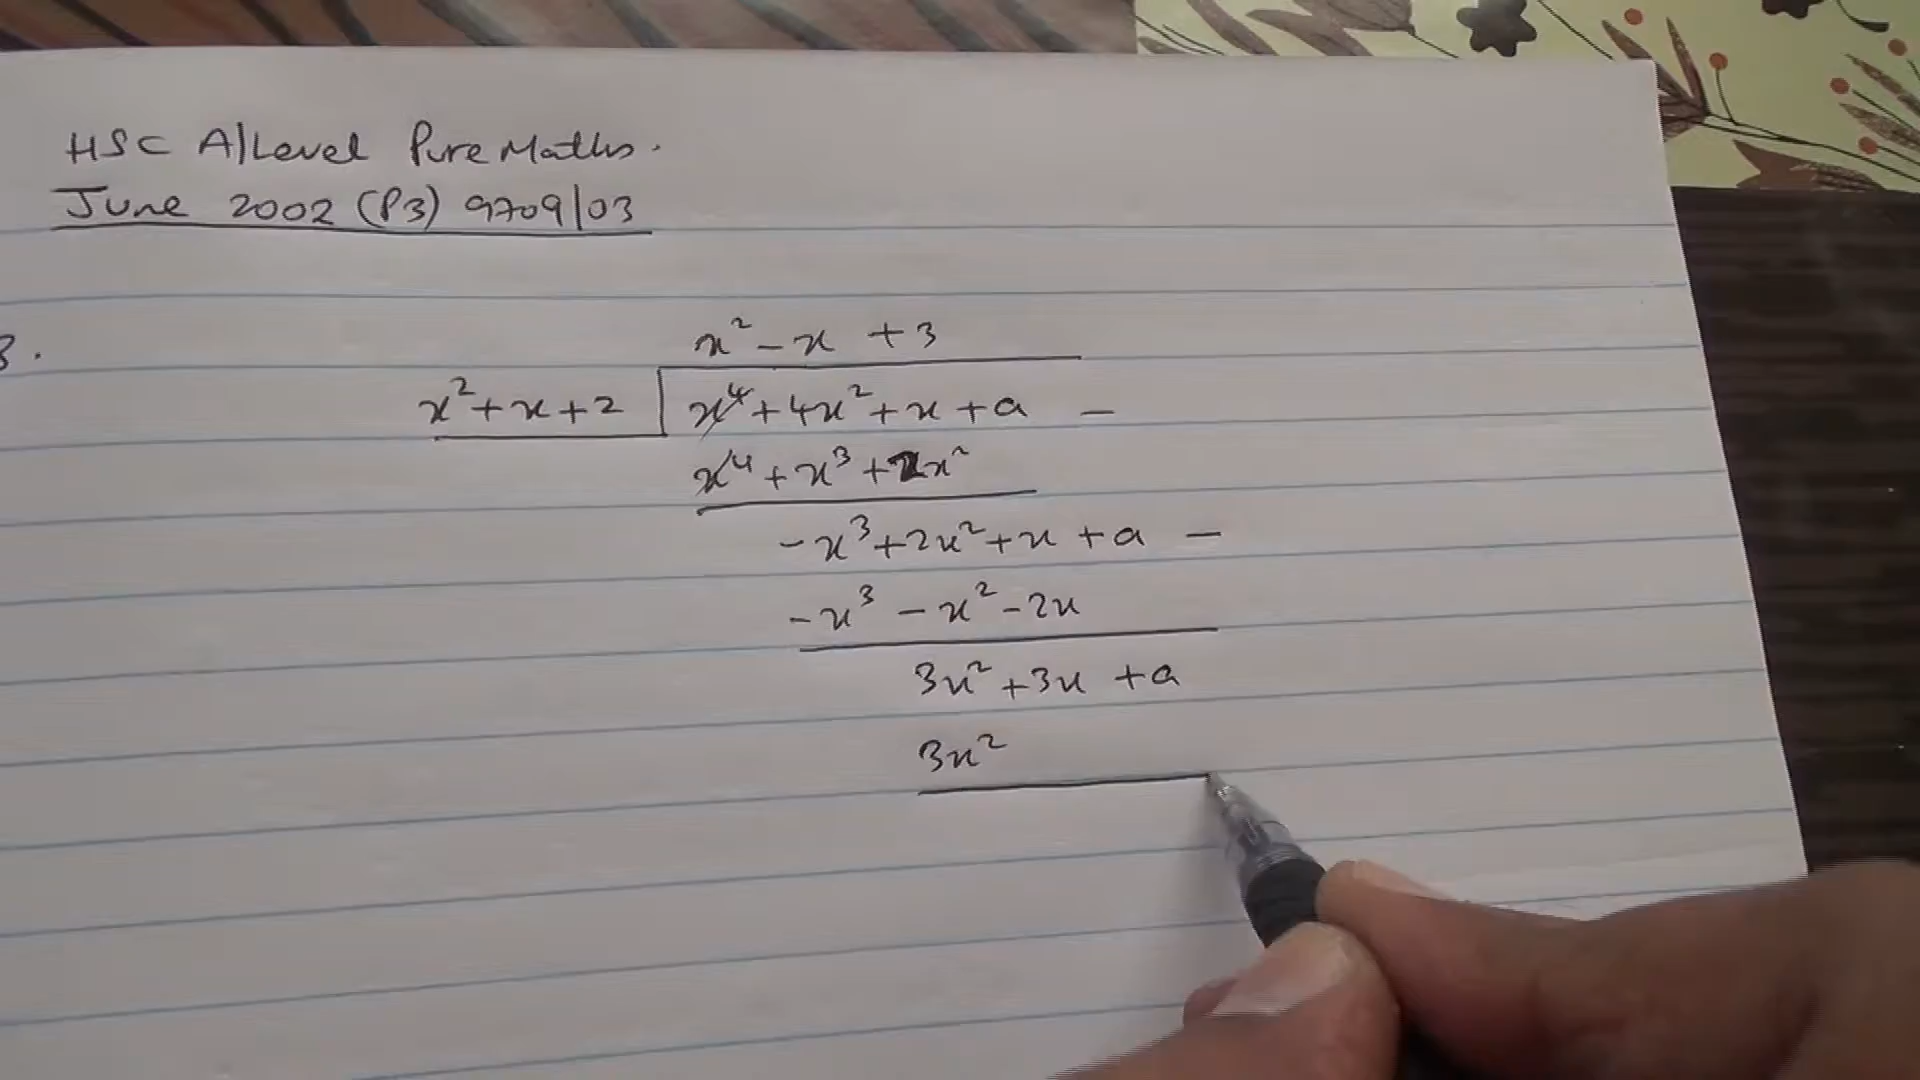 HSC A/Level Pure Maths.
June 2002 (P3) 9709/03
3.
x² - x + 3
x² + x + 2 x⁴ + 4x² + x + a -
x⁴ + x³ + 2x²
-x³ + 2x² + x + a -
-x³ - x² - 2x
3x² + 3x + a
3x²